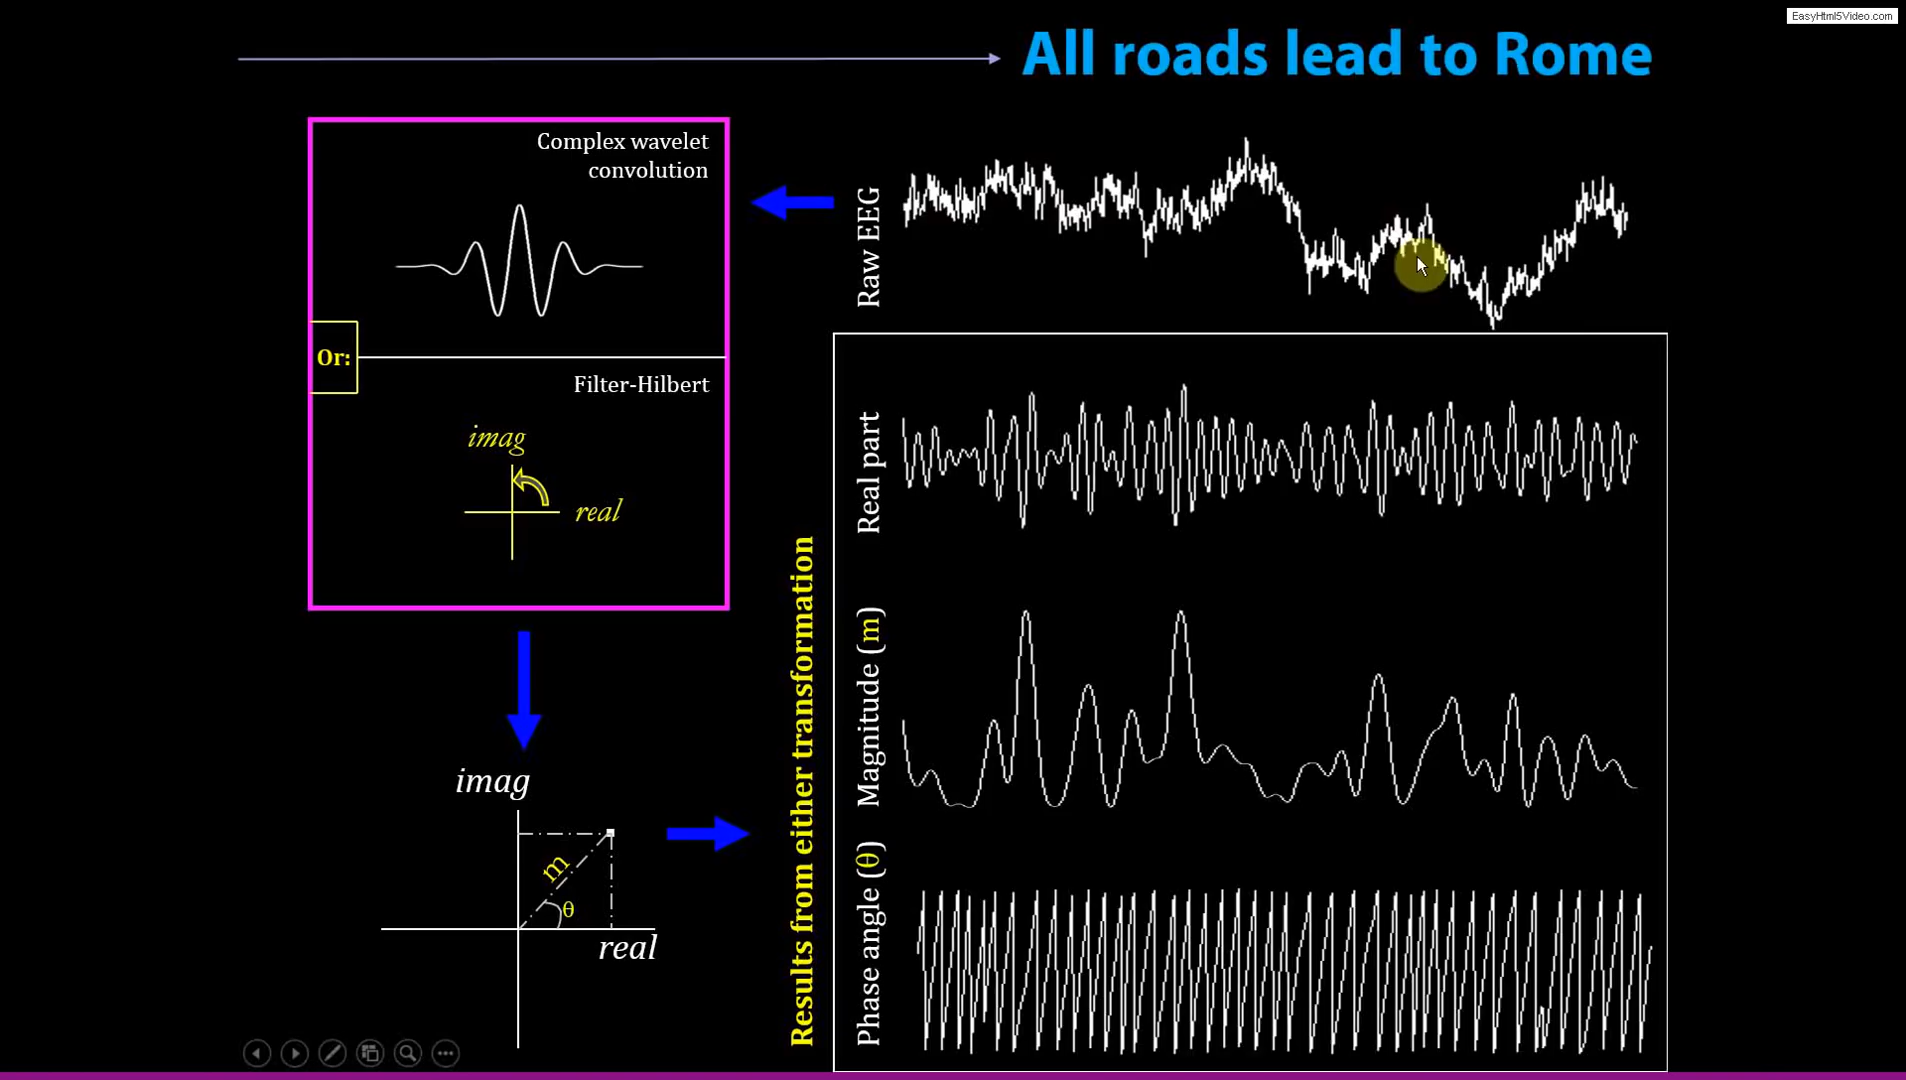 EasyHtml5Video.com
All roads lead to Rome
Complex wavelet
convolution
Or:
Filter-Hilbert
imag
real
imag
m
θ
real
Raw EEG
Results from either transformation
Real part
Magnitude (m)
Phase angle (θ)